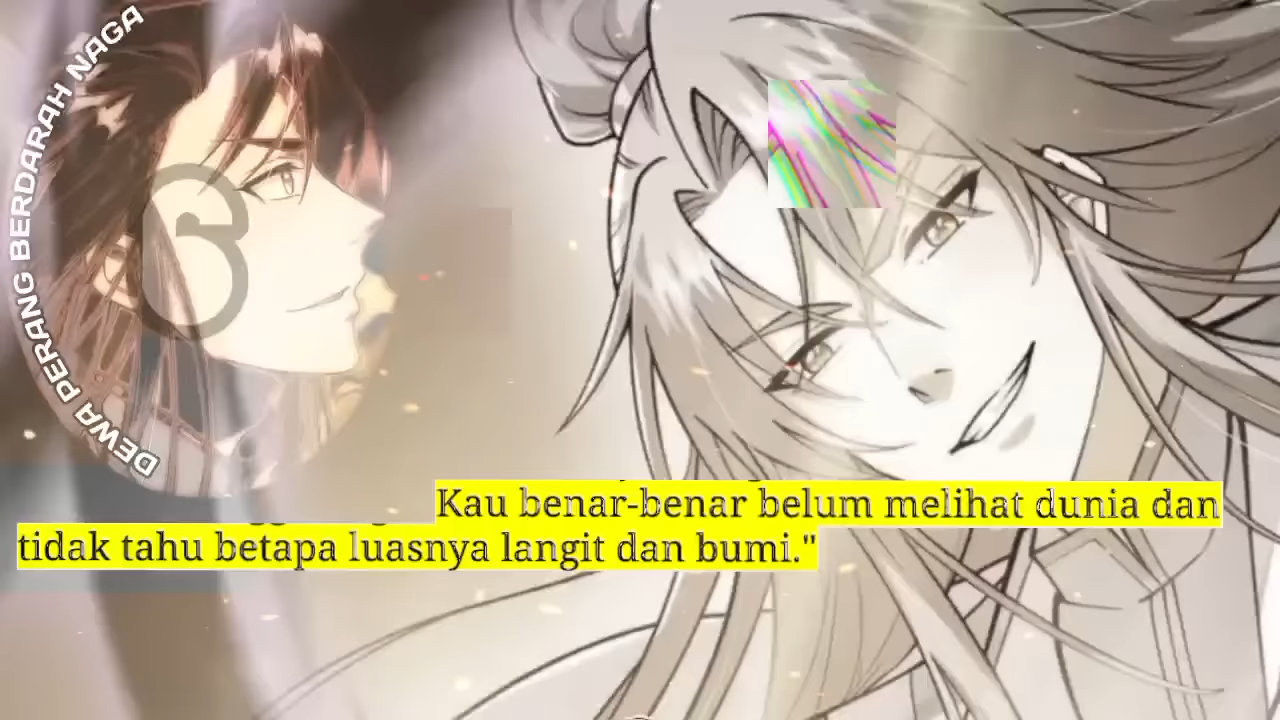 DEWA PERANG BERDARAH NAGA
Kau benar-benar belum melihat dunia dan
tidak tahu betapa luasnya langit dan bumi."